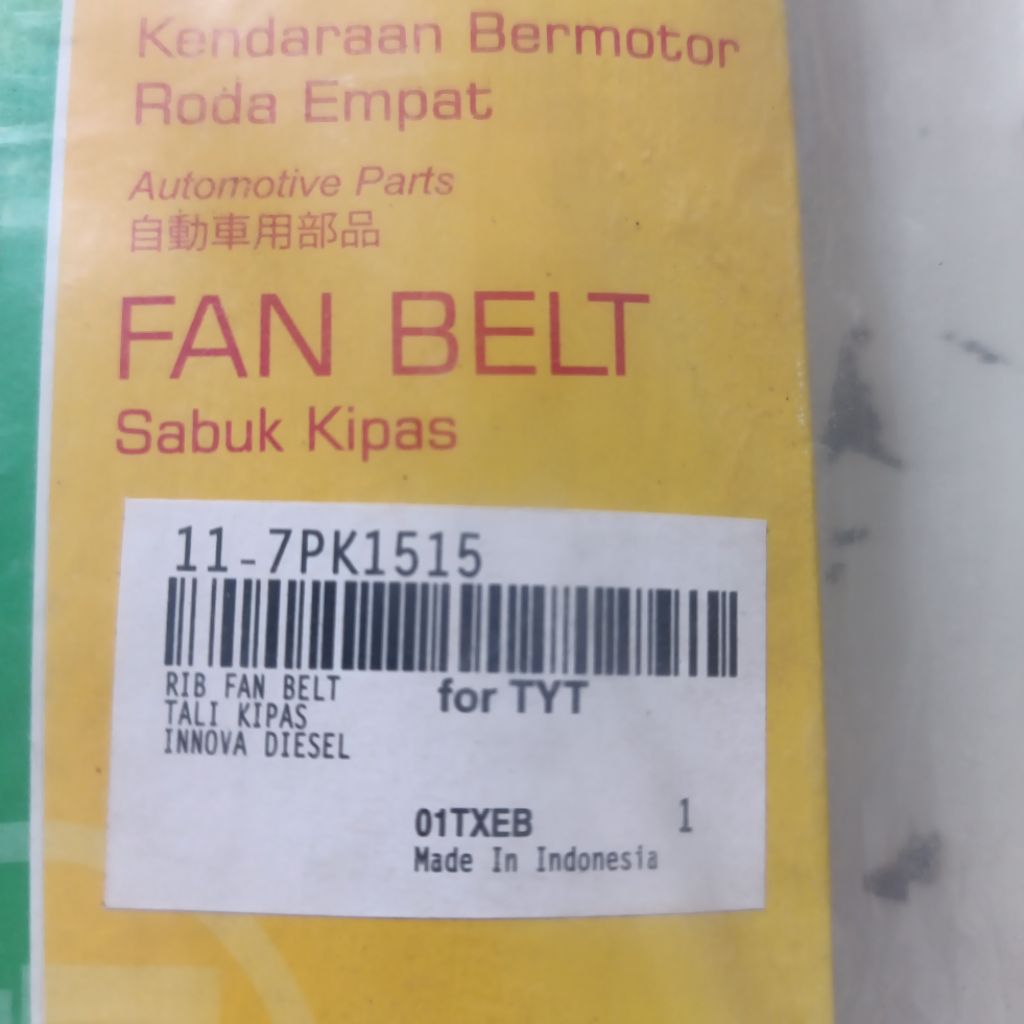 Kendaraan Bermotor
Roda Empat
Automotive Parts
自動車用部品
FAN BELT
Sabuk Kipas
11-7PK1515
RIB FAN BELT
for TYT
TALI KIPAS
INNOVA DIESEL
01TXEB
1
Made In Indonesia